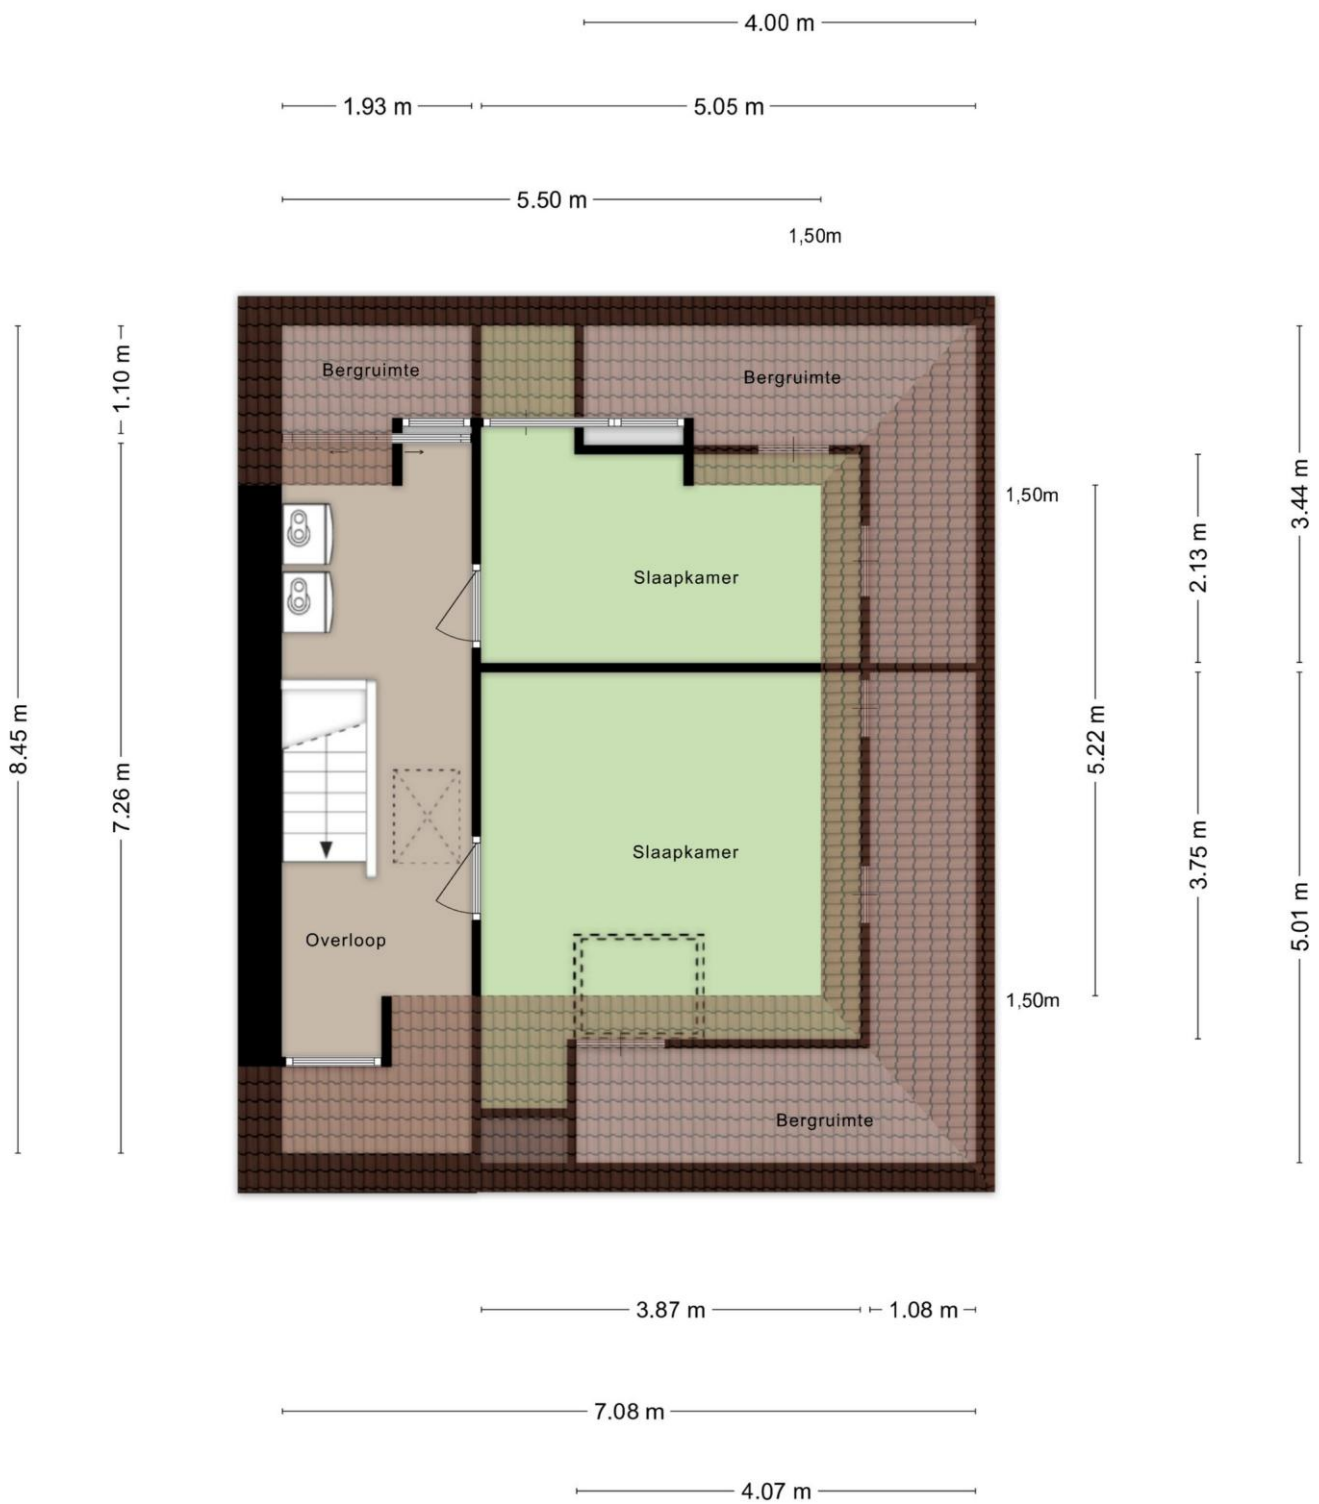 4.00 m
1.93 m
5.05 m
5.50 m
1,50m
Bergruimte
Bergruimte
1.10 m
3.44 m
1,50m
2.13 m
Slaapkamer
8.45 m
7.26 m
5.22 m
3.75 m
Slaapkamer
5.01 m
Overloop
1,50m
Bergruimte
3.87 m
1.08 m
7.08 m
4.07 m